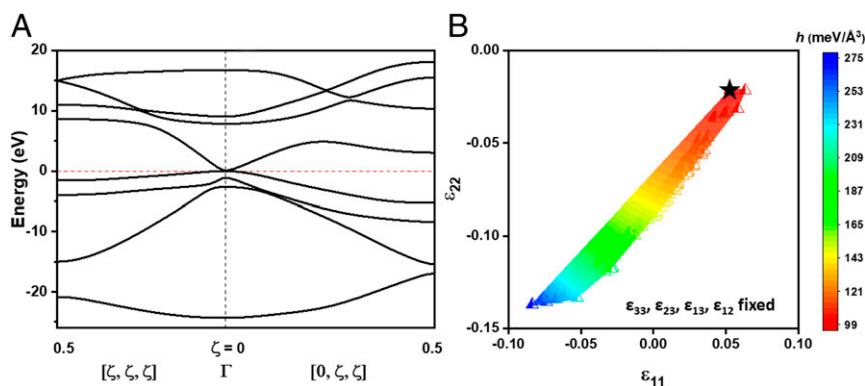 A
Energy (eV)
20
10
0
-10
-20
0.5
ζ = 0
0.5
[ζ, ζ, ζ]
Γ
[0, ζ, ζ]
B
h (meV/Å³)
ε₂₂
0.00
-0.05
-0.10
-0.15
-0.10
-0.05
0.00
0.05
0.10
ε₁₁
ε₃₃, ε₂₃, ε₁₃, ε₁₂ fixed
275
253
231
209
187
165
143
121
99